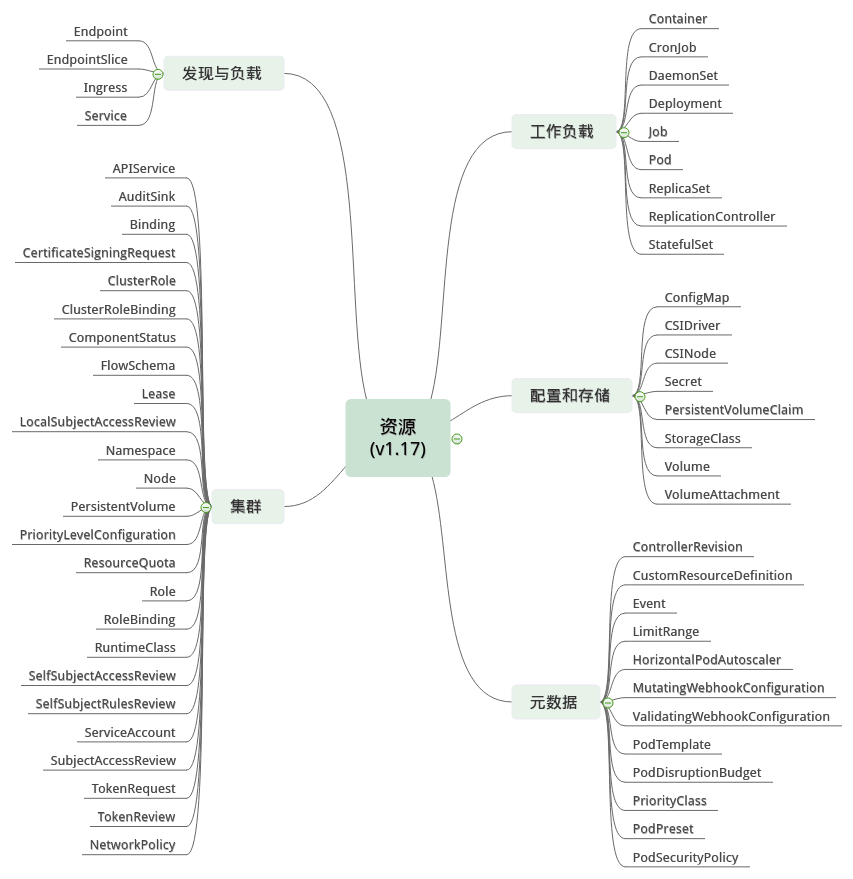 资源
(v1.17)
发现与负载
Endpoint
EndpointSlice
Ingress
Service
集群
APIService
AuditSink
Binding
CertificateSigningRequest
ClusterRole
ClusterRoleBinding
ComponentStatus
FlowSchema
Lease
LocalSubjectAccessReview
Namespace
Node
PersistentVolume
PriorityLevelConfiguration
ResourceQuota
Role
RoleBinding
RuntimeClass
SelfSubjectAccessReview
SelfSubjectRulesReview
ServiceAccount
SubjectAccessReview
TokenRequest
TokenReview
NetworkPolicy
工作负载
Container
CronJob
DaemonSet
Deployment
Job
Pod
ReplicaSet
ReplicationController
StatefulSet
配置和存储
ConfigMap
CSIDriver
CSINode
Secret
PersistentVolumeClaim
StorageClass
Volume
VolumeAttachment
元数据
ControllerRevision
CustomResourceDefinition
Event
LimitRange
HorizontalPodAutoscaler
MutatingWebhookConfiguration
ValidatingWebhookConfiguration
PodTemplate
PodDisruptionBudget
PriorityClass
PodPreset
PodSecurityPolicy